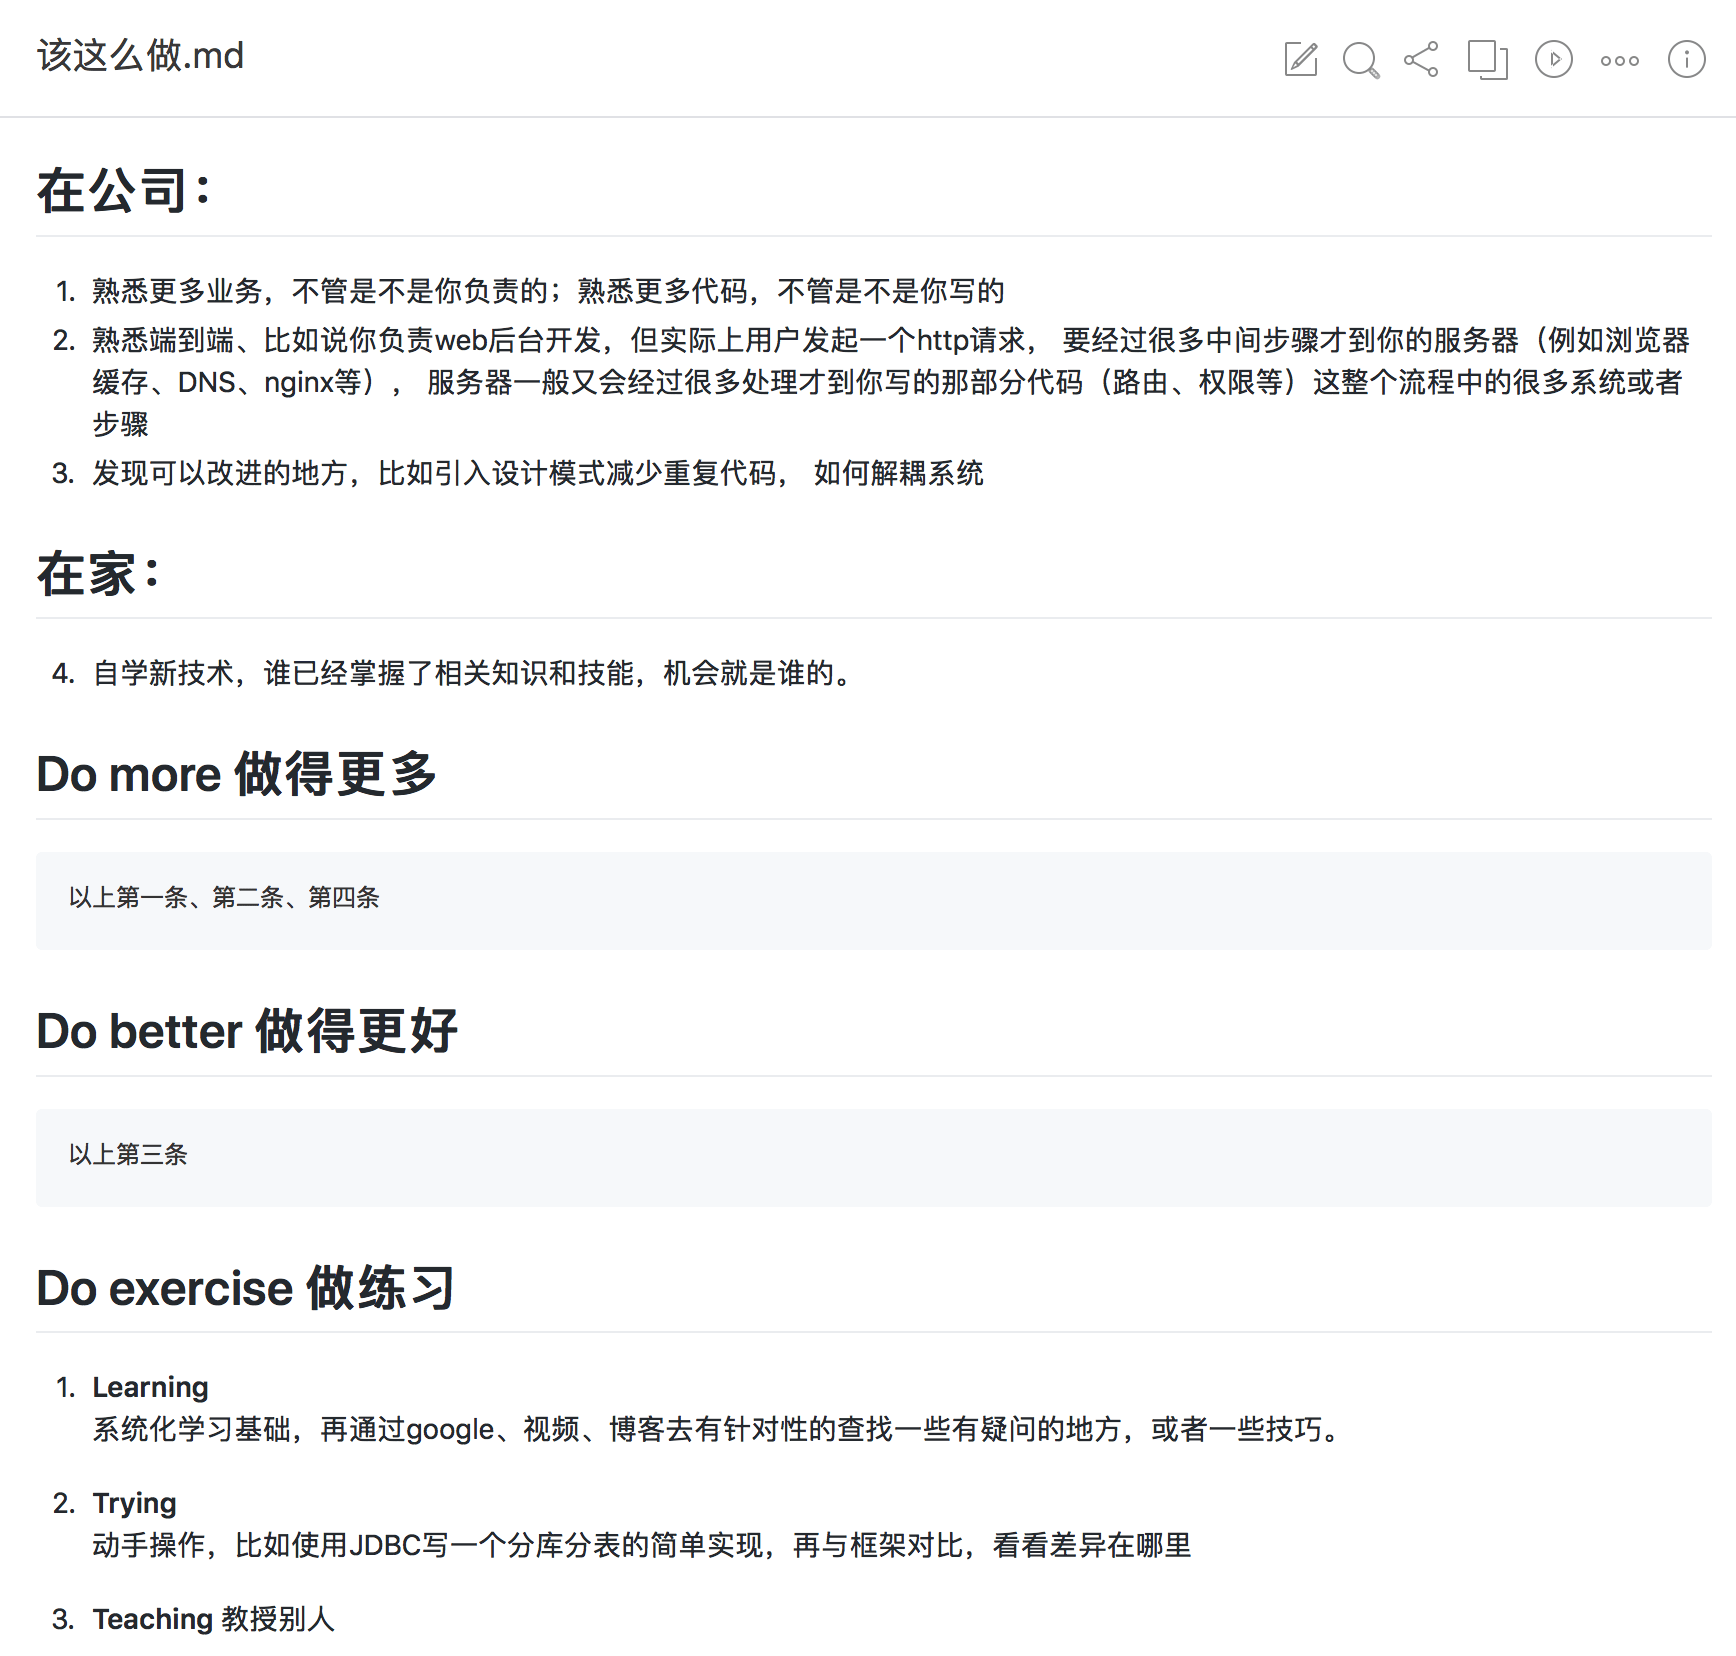 该这么做.md
在公司：
1. 熟悉更多业务，不管是不是你负责的；熟悉更多代码，不管是不是你写的
2. 熟悉端到端、比如说你负责web后台开发，但实际上用户发起一个http请求， 要经过很多中间步骤才到你的服务器（例如浏览器
缓存、DNS、nginx等）， 服务器一般又会经过很多处理才到你写的那部分代码（路由、权限等）这整个流程中的很多系统或者
步骤
3. 发现可以改进的地方，比如引入设计模式减少重复代码， 如何解耦系统
在家：
4. 自学新技术，谁已经掌握了相关知识和技能，机会就是谁的。
Do more 做得更多
以上第一条、第二条、第四条
Do better 做得更好
以上第三条
Do exercise 做练习
1. Learning
系统化学习基础，再通过google、视频、博客去有针对性的查找一些有疑问的地方，或者一些技巧。
2. Trying
动手操作，比如使用JDBC写一个分库分表的简单实现，再与框架对比，看看差异在哪里
3. Teaching 教授别人